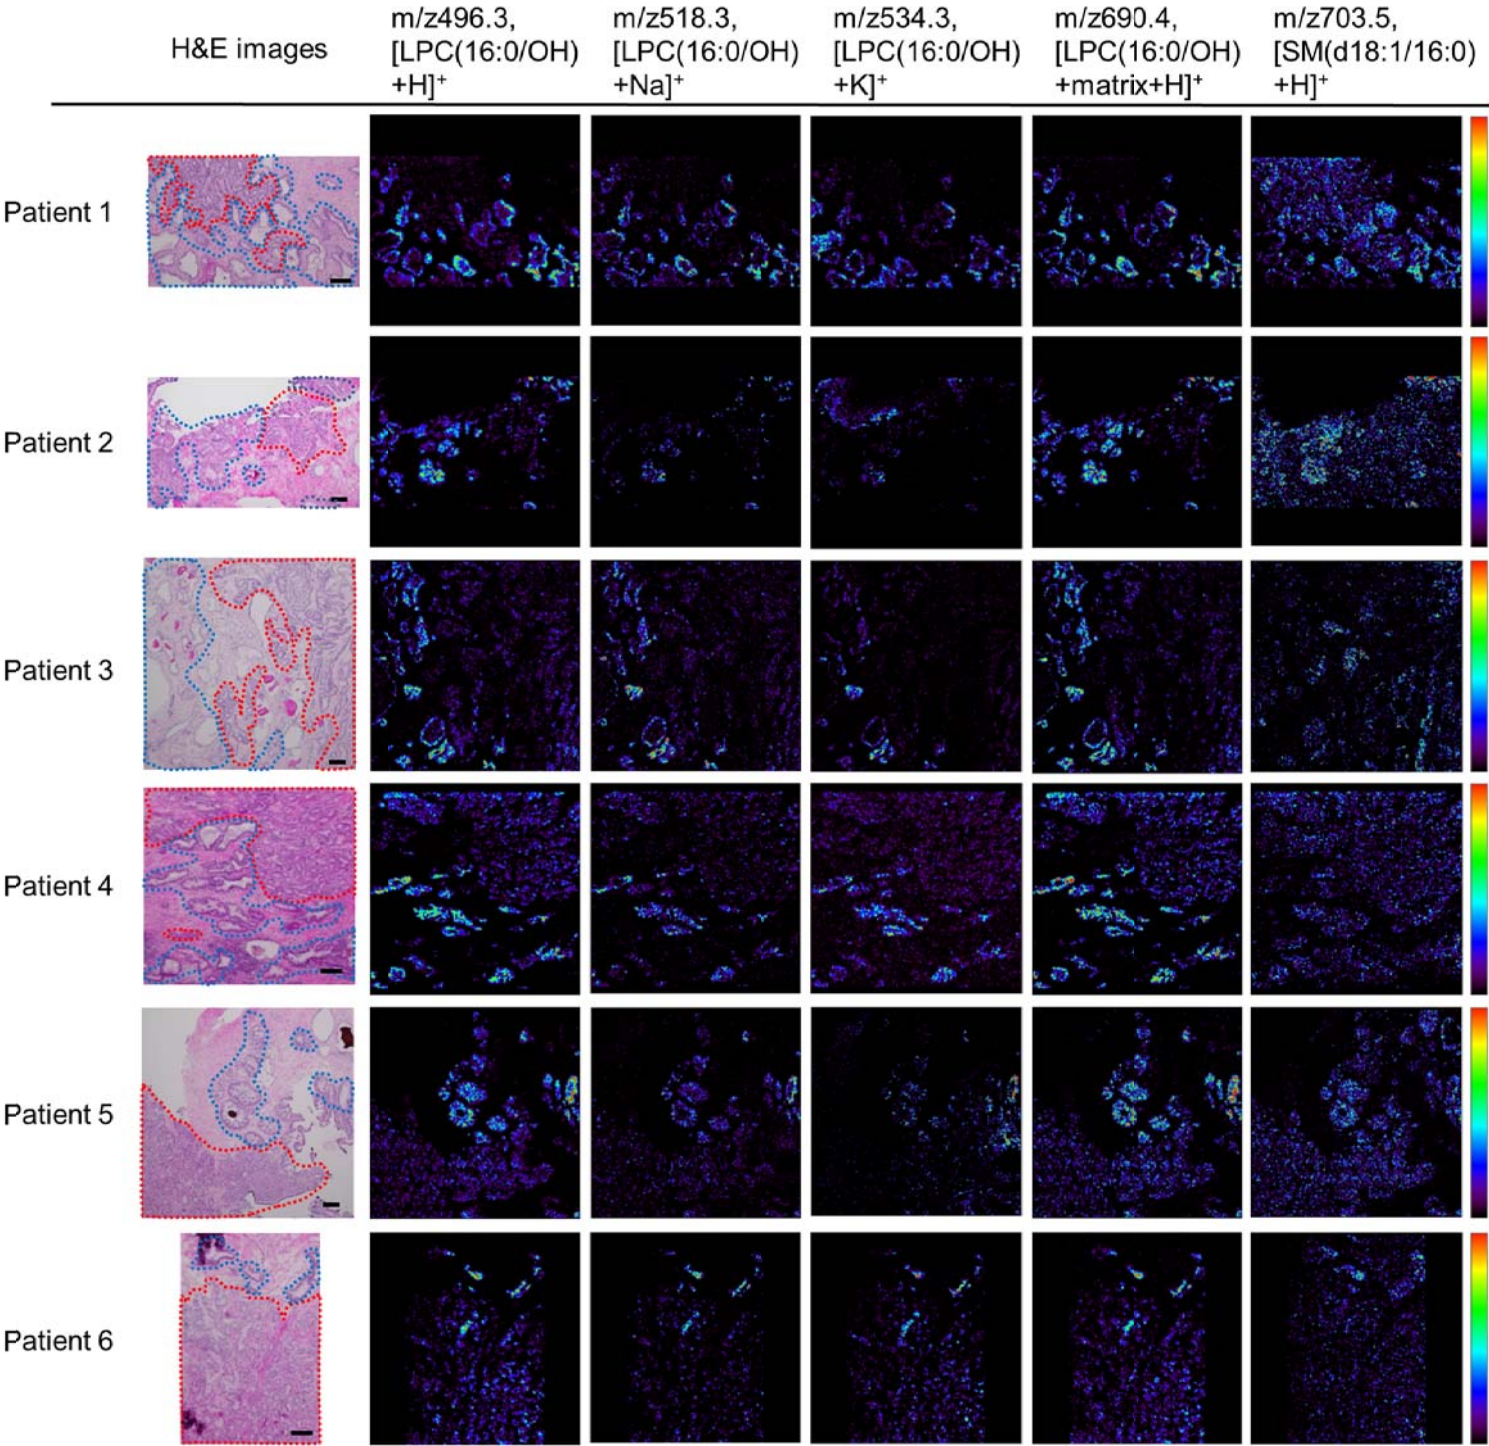 H&E images
m/z496.3,
[LPC(16:0/OH)
+H]+
m/z518.3,
[LPC(16:0/OH)
+Na]+
m/z534.3,
[LPC(16:0/OH)
+K]+
m/z690.4,
[LPC(16:0/OH)
+matrix+H]+
m/z703.5,
[SM(d18:1/16:0)
+H]+
Patient 1
Patient 2
Patient 3
Patient 4
Patient 5
Patient 6